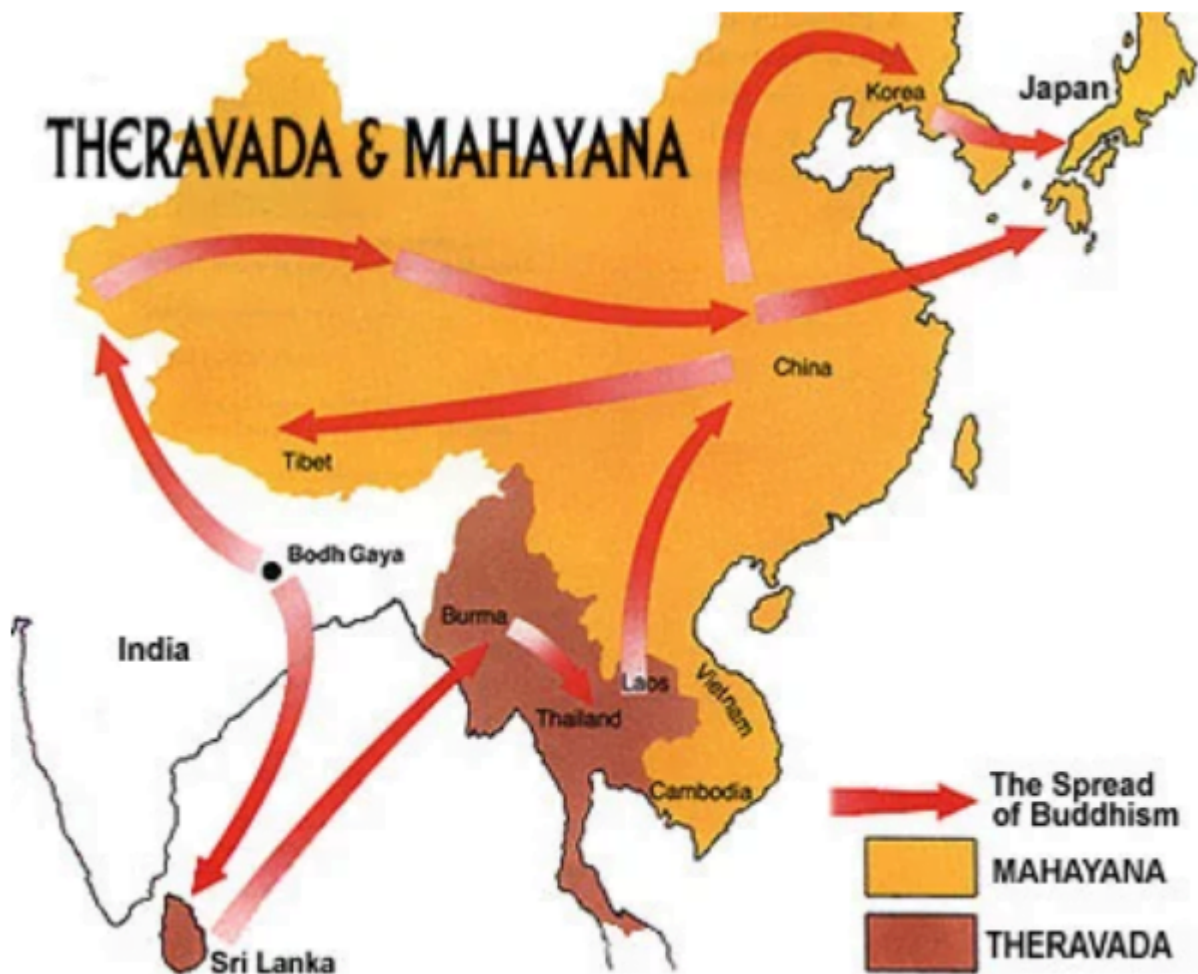 THERAVADA & MAHAYANA
Korea
Japan
China
Tibet
Bodh Gaya
India
Burma
Laos
Vietnam
Thailand
Cambodia
Sri Lanka
The Spread
of Buddhism
MAHAYANA
THERAVADA